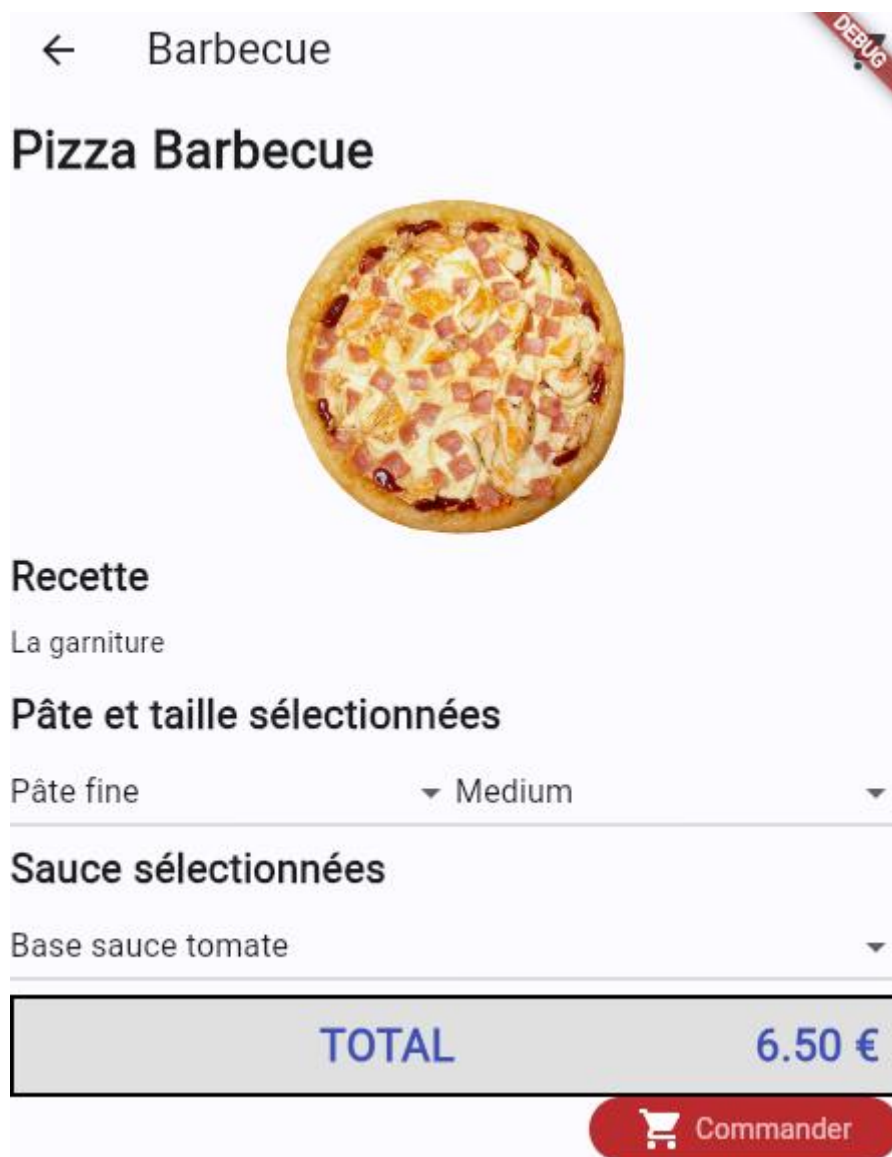 Barbecue
DEBUG
Pizza Barbecue
Recette
La garniture
Pâte et taille sélectionnées
Pâte fine Medium
Sauce sélectionnées
Base sauce tomate
TOTAL 6.50 €
Commander